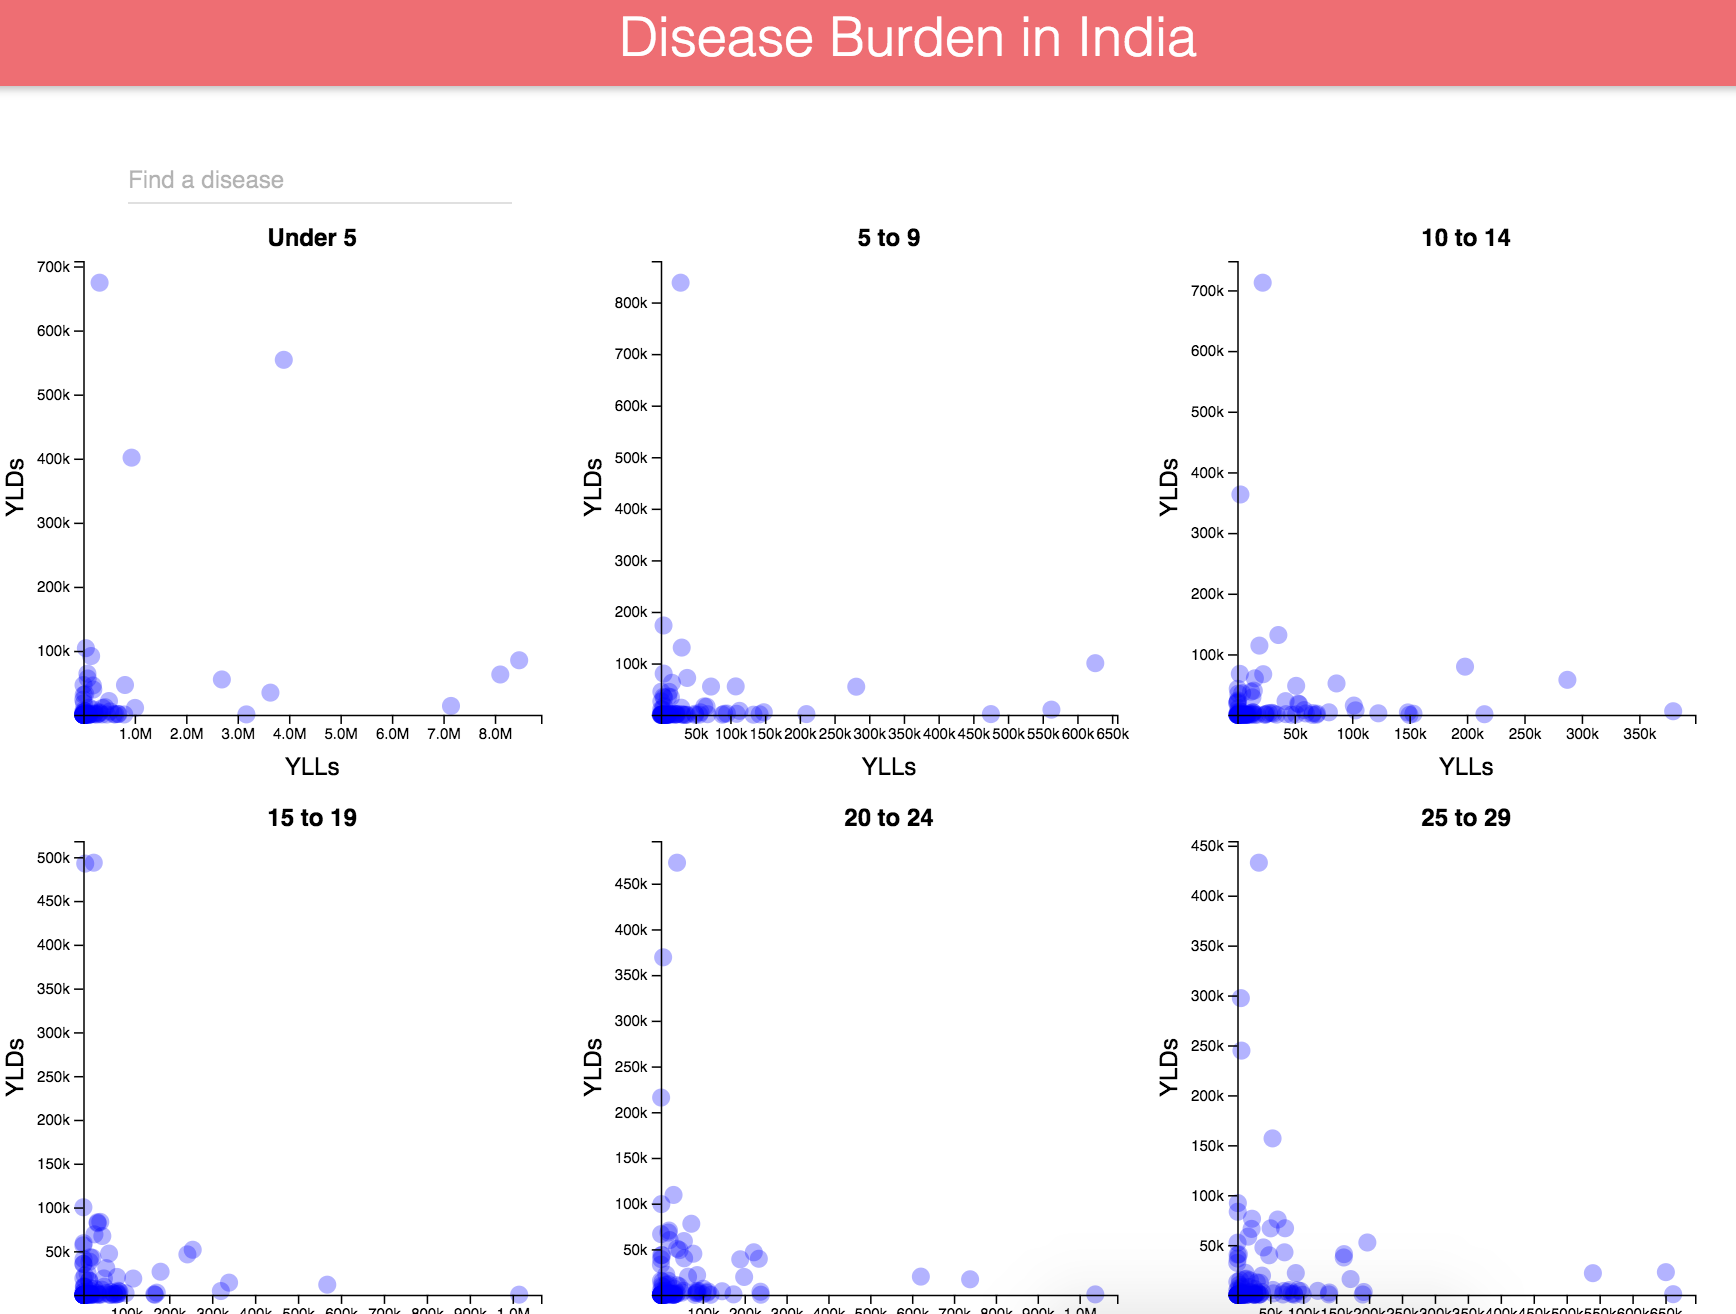 Disease Burden in India
Find a disease
Under 5
700k
600k
500k
400k
300k
200k
100k
YLDs
1.0M 2.0M 3.0M 4.0M 5.0M 6.0M 7.0M 8.0M
YLLs
5 to 9
800k
700k
600k
500k
400k
300k
200k
100k
YLDs
50k 100k 150k 200k 250k 300k 350k 400k 450k 500k 550k 600k 650k
YLLs
10 to 14
700k
600k
500k
400k
300k
200k
100k
YLDs
50k 100k 150k 200k 250k 300k 350k
YLLs
15 to 19
500k
450k
400k
350k
300k
250k
200k
150k
100k
50k
YLDs
100k 200k 300k 400k 500k 600k 700k 800k 900k 1.0M
20 to 24
450k
400k
350k
300k
250k
200k
150k
100k
50k
YLDs
100k 200k 300k 400k 500k 600k 700k 800k 900k 1.0M
25 to 29
450k
400k
350k
300k
250k
200k
150k
100k
50k
YLDs
50k 100k 150k 200k 250k 300k 350k 400k 450k 500k 550k 600k 650k